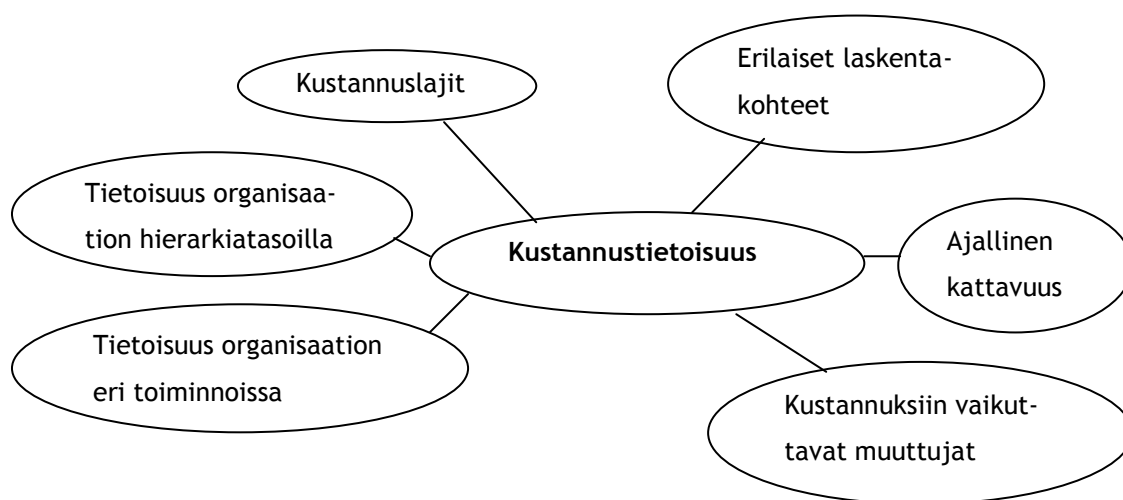 Kustannuslajit
Erilaiset laskenta-
kohteet
Tietoisuus organisaa-
tion hierarkiatasoilla
Kustannustietoisuus
Ajallinen
kattavuus
Tietoisuus organisaation
eri toiminnoissa
Kustannuksiin vaikut-
tavat muuttujat